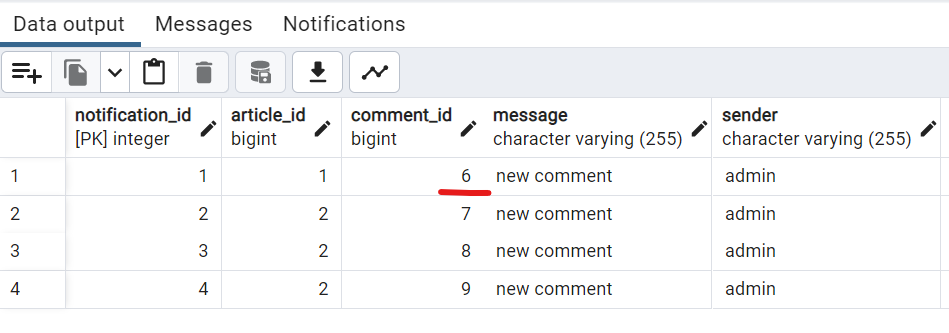 Data output Messages Notifications
notification_id article_id comment_id message sender
[PK] integer bigint bigint character varying (255) character varying (255)
1 1 1 6 new comment admin
2 2 2 7 new comment admin
3 3 2 8 new comment admin
4 4 2 9 new comment admin